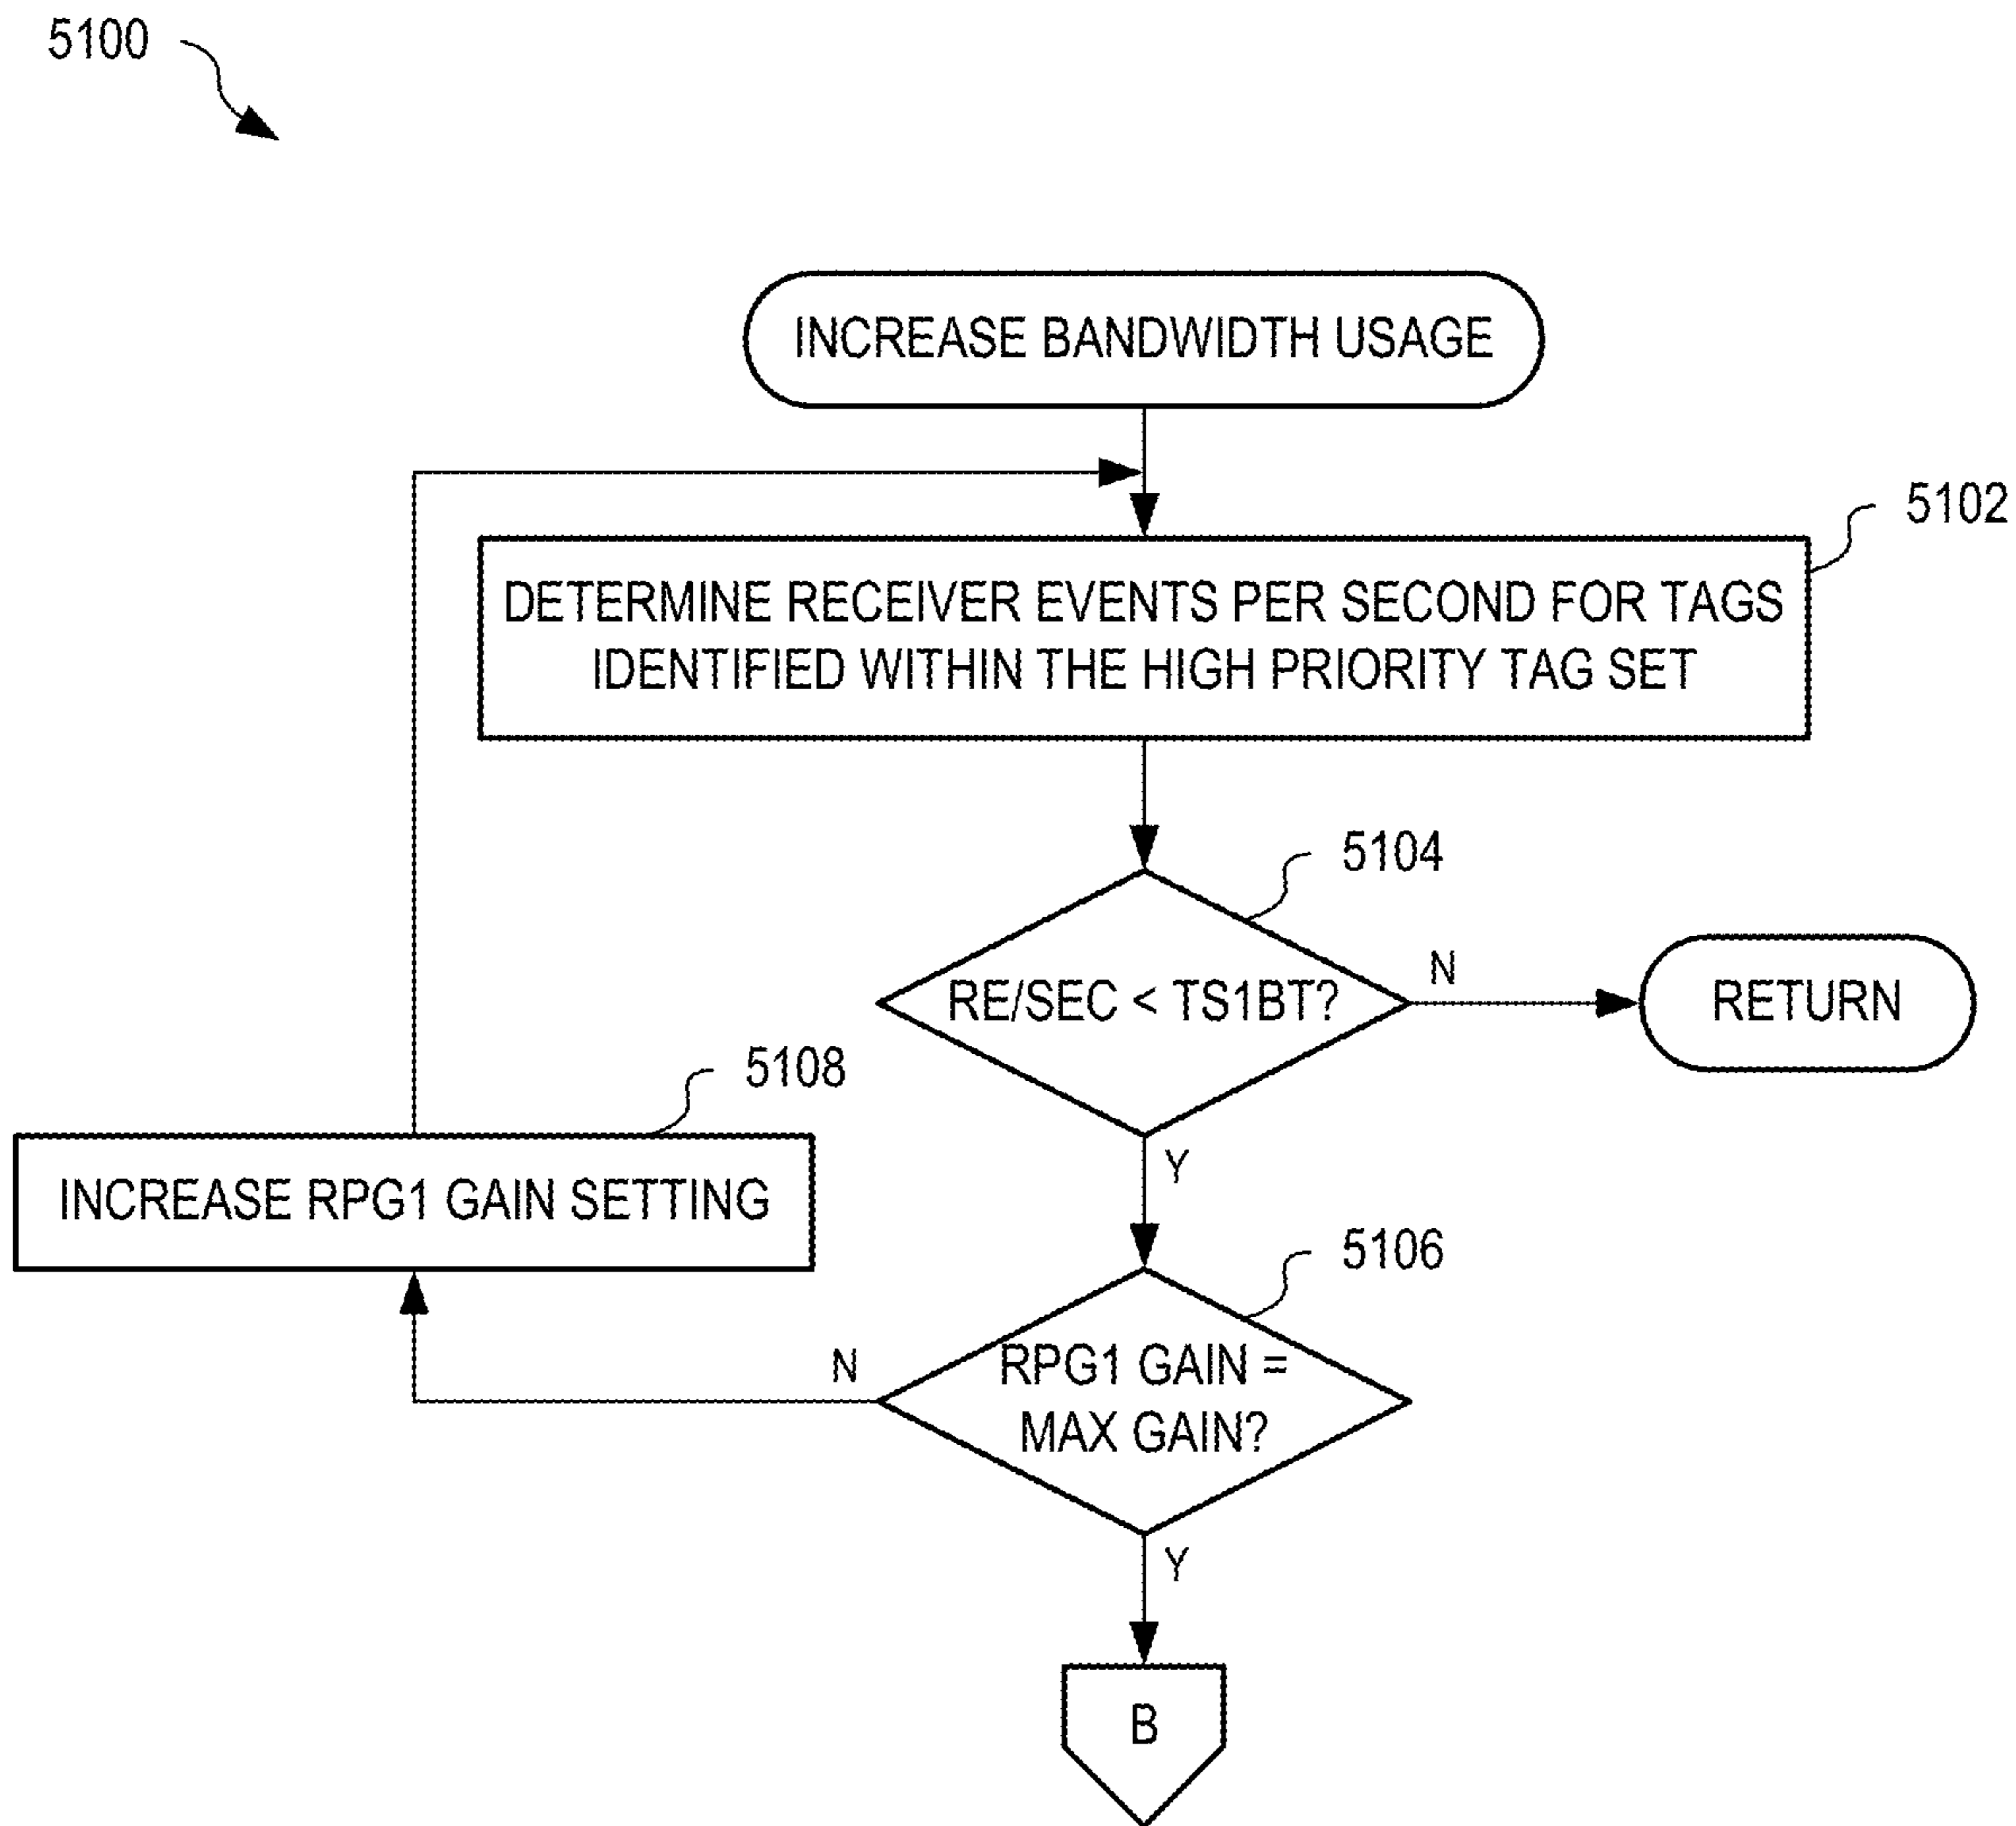 5100
INCREASE BANDWIDTH USAGE
5102
DETERMINE RECEIVER EVENTS PER SECOND FOR TAGS
IDENTIFIED WITHIN THE HIGH PRIORITY TAG SET
5104
RE/SEC < TS1BT?
N
RETURN
Y
5108
INCREASE RPG1 GAIN SETTING
5106
RPG1 GAIN =
MAX GAIN?
N
Y
B